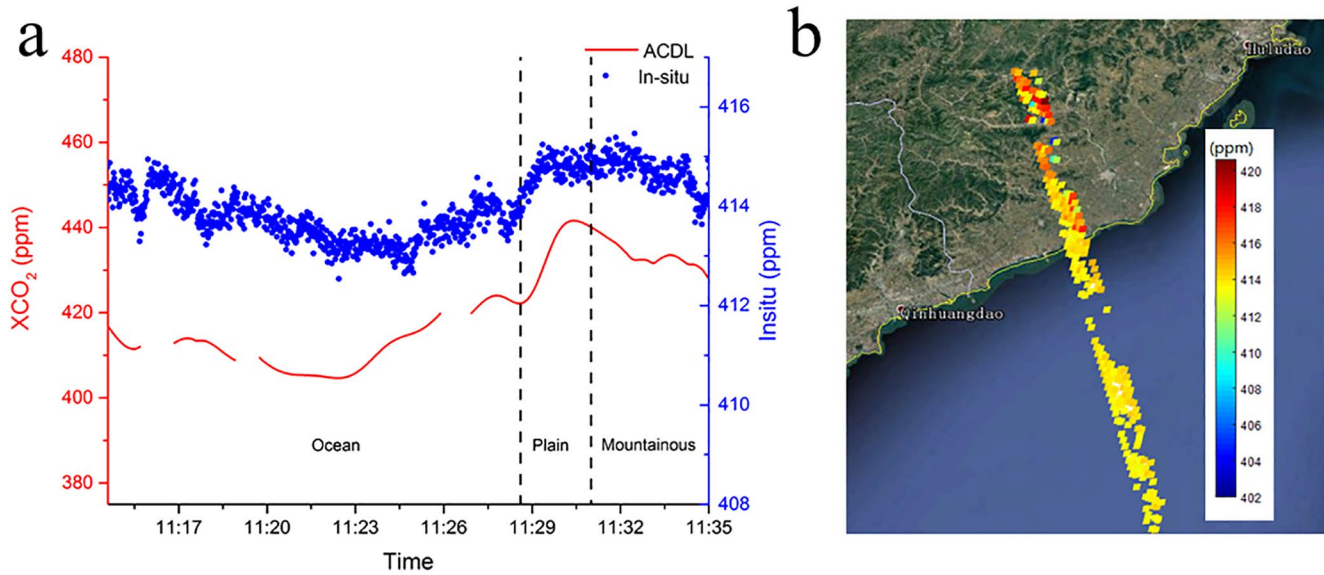 a
480
460
440
420
400
380
XCO2 (ppm)
ACDL
In-situ
416
414
412
410
408
Insitu (ppm)
Ocean
Plain
Mountainous
11:17
11:20
11:23
11:26
11:29
11:32
11:35
Time
b
Huludao
Qinhuangdao
(ppm)
420
418
416
414
412
410
408
406
404
402